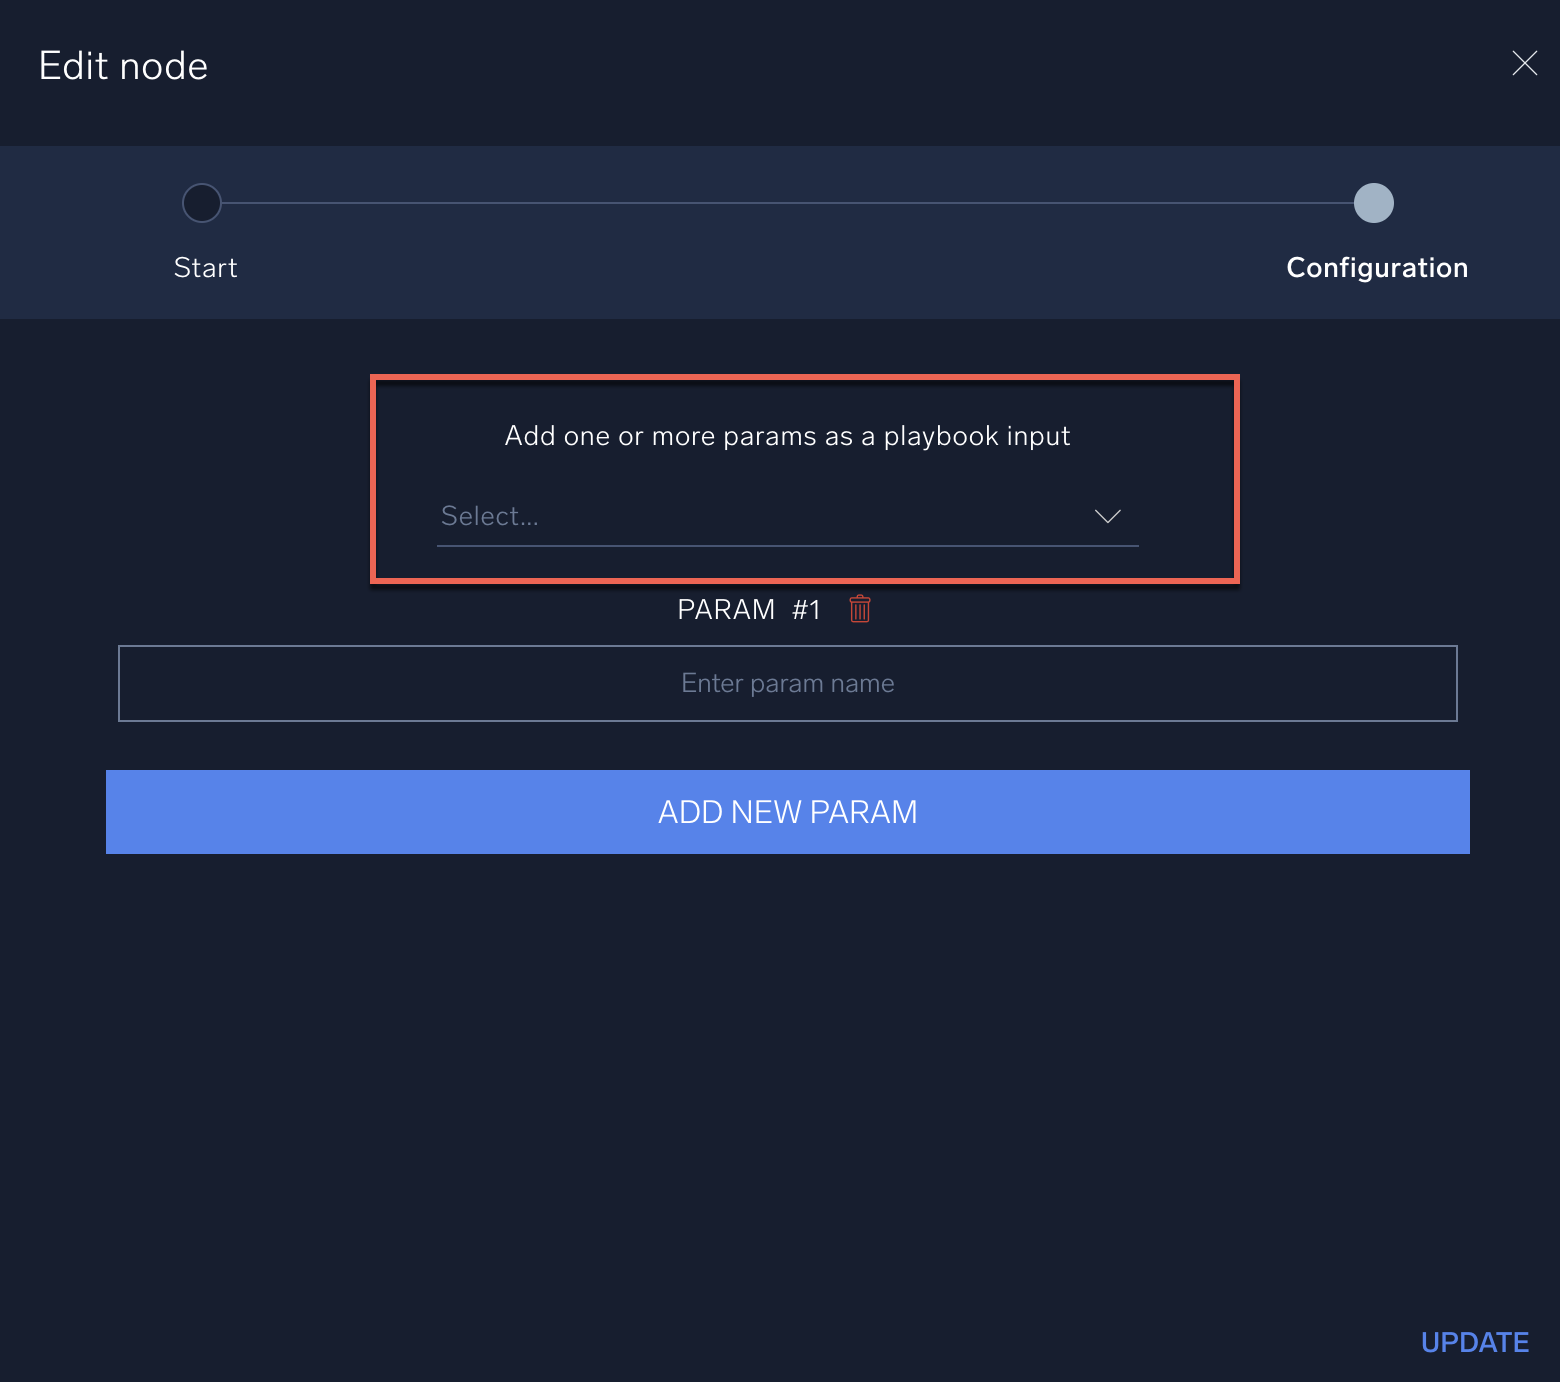 Edit node
Start
Configuration
Add one or more params as a playbook input
Select...
PARAM #1
Enter param name
ADD NEW PARAM
UPDATE